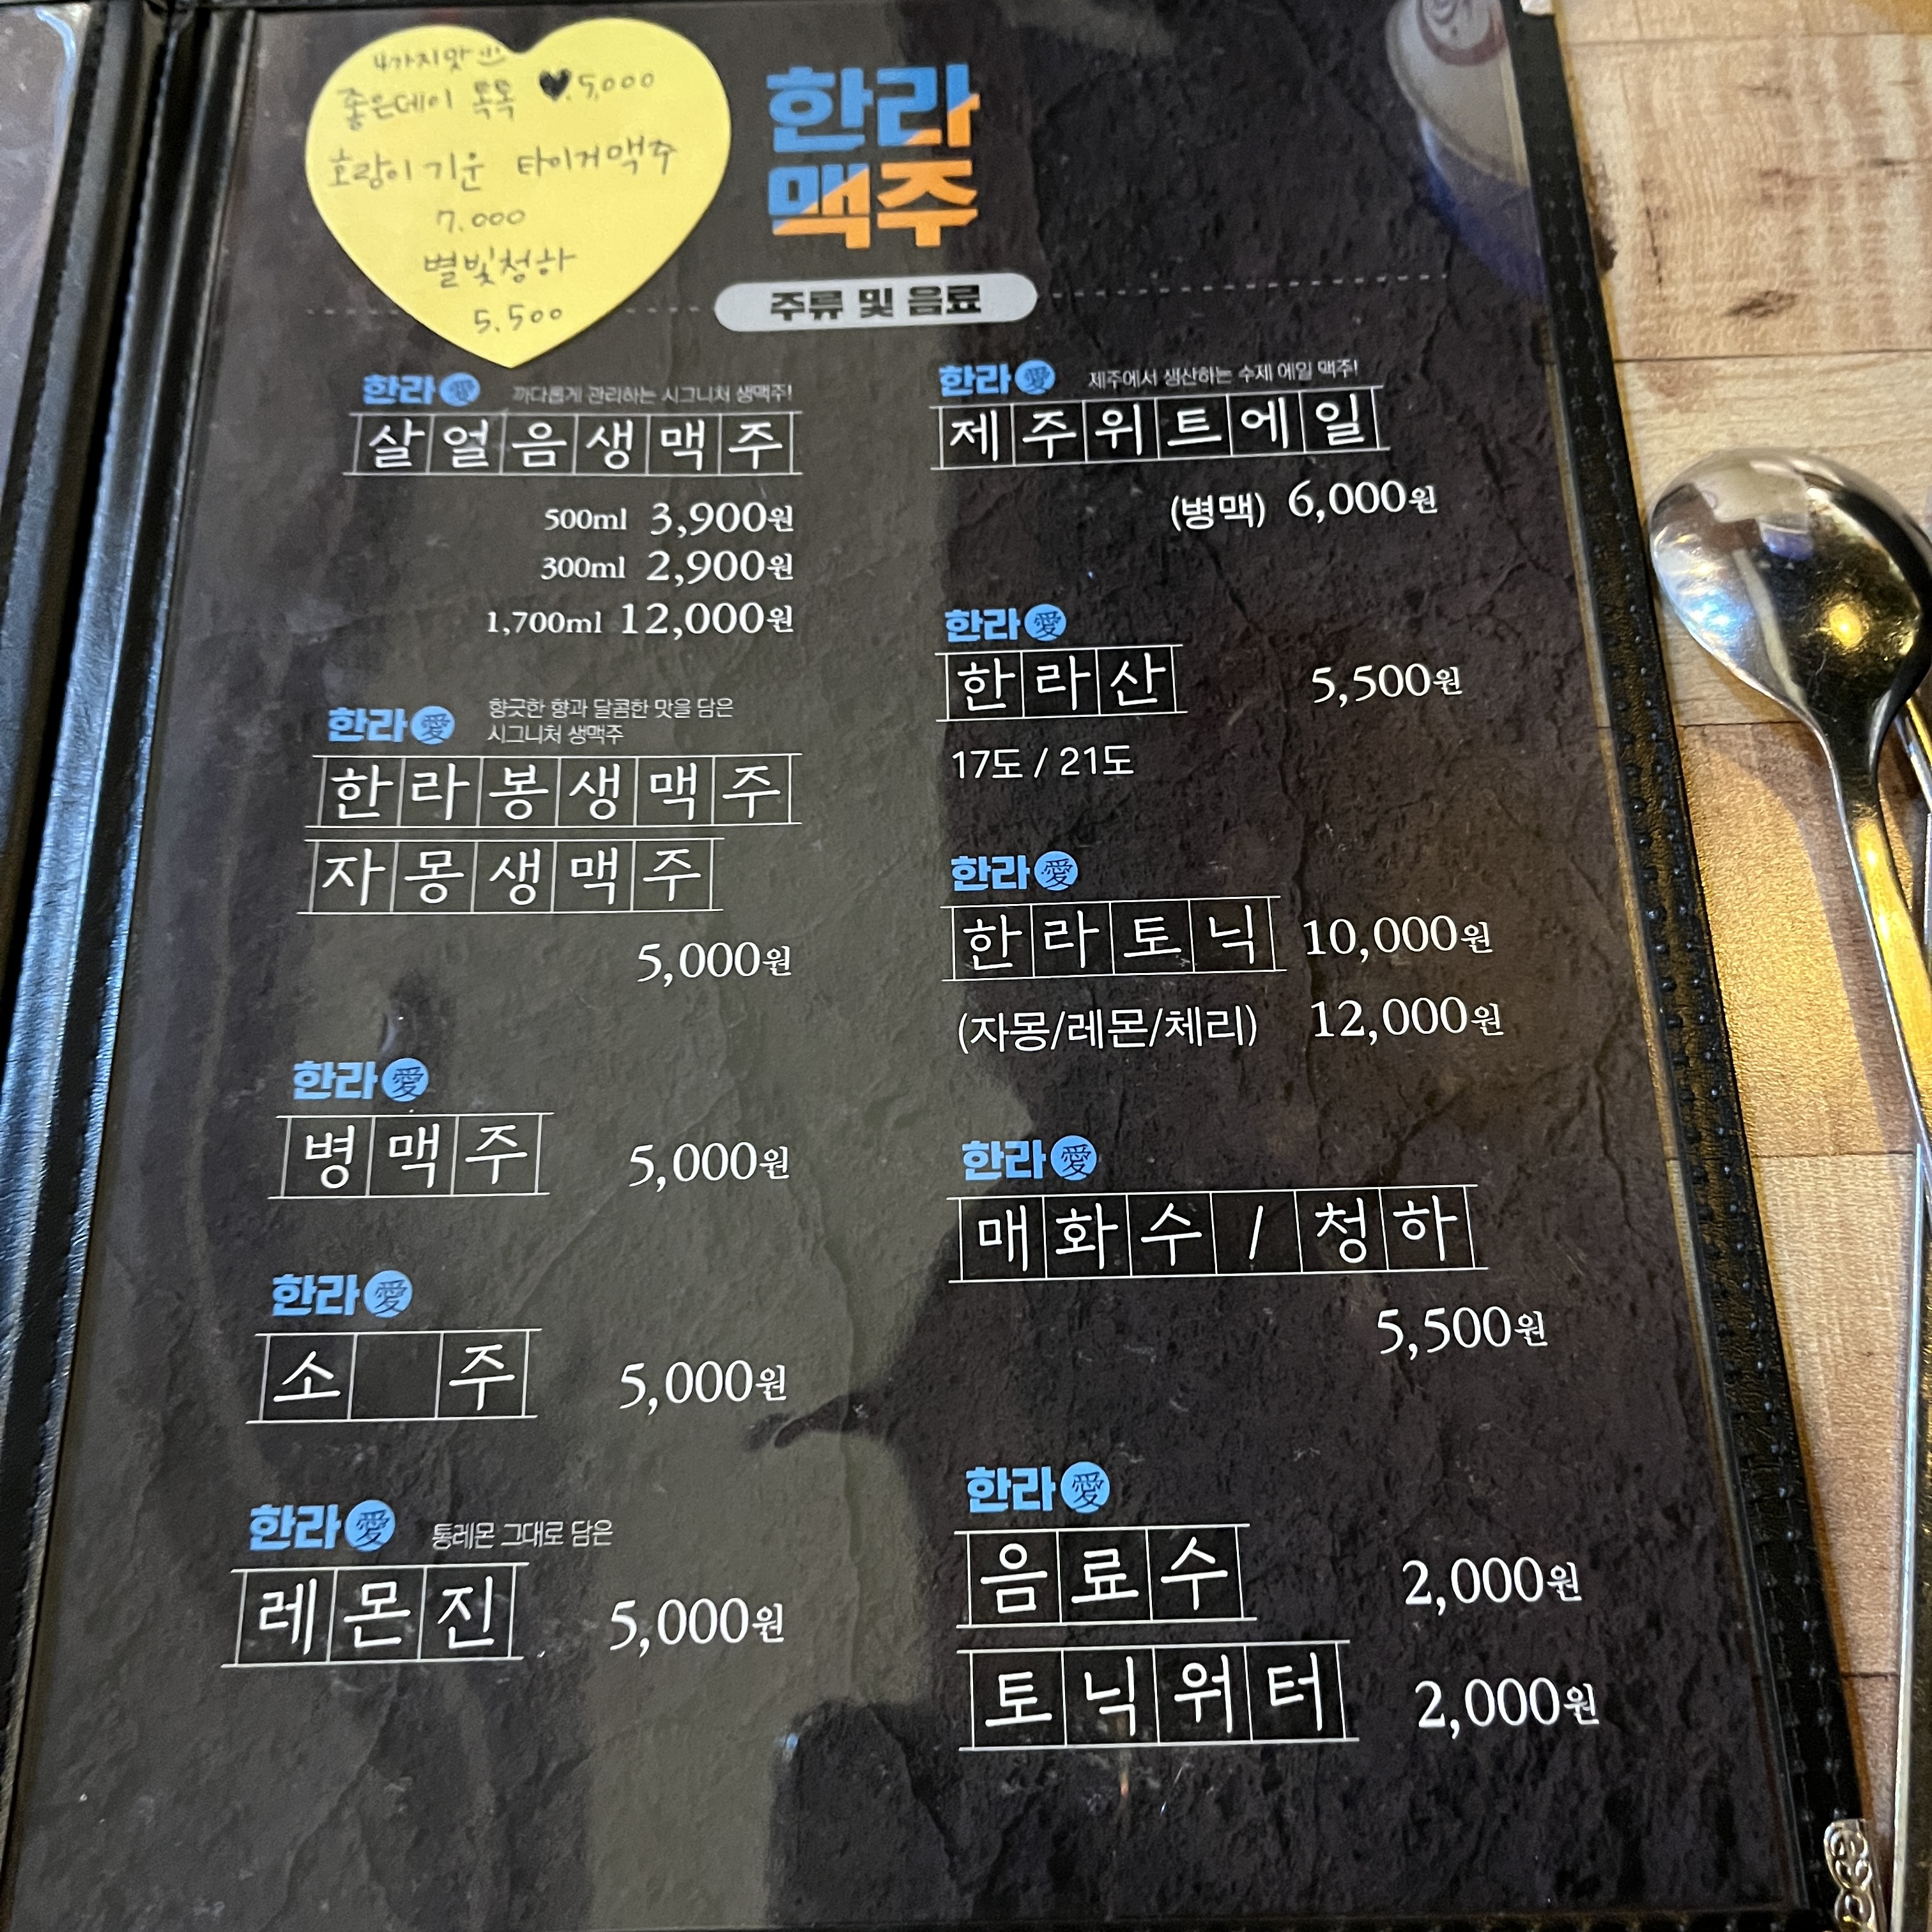 4가지맛
좋은데이 톡톡 ♥.5,000
호랑이기운 타이거맥주
7.000
별빛청하
5.500
한라
맥주
주류 및 음료
한라愛 까다롭게 관리하는 시그니처 생맥주!
살얼음생맥주
500ml 3,900원
300ml 2,900원
1,700ml 12,000원
한라愛 향긋한 향과 달콤한 맛을 담은
시그니처 생맥주
한라봉생맥주
자몽생맥주
5,000원
한라愛
병맥주 5,000원
한라愛
소 주 5,000원
한라愛 통레몬 그대로 담은
레몬진 5,000원
한라愛 제주에서 생산하는 수제 에일 맥주!
제주위트에일
(병맥) 6,000원
한라愛
한라산 5,500원
17도 / 21도
한라愛
한라토닉 10,000원
(자몽/레몬/체리) 12,000원
한라愛
매화수/청하
5,500원
한라愛
음료수 2,000원
토닉워터 2,000원